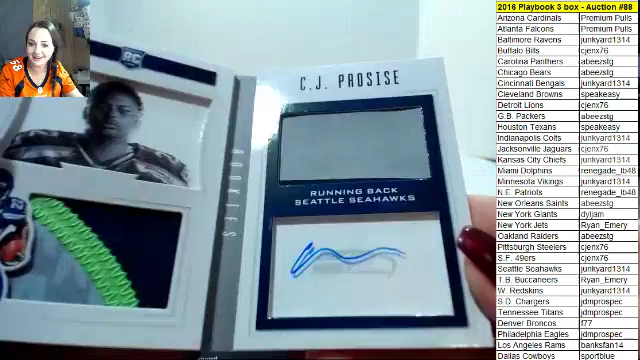 2016 Playbook 3 box - Auction #88
Arizona Cardinals Premium Pulls
Atlanta Falcons Premium Pulls
Baltimore Ravens junkyard1314
Buffalo Bills cjenx76
Carolina Panthers abeezstg
Chicago Bears abeezstg
Cincinnati Bengals junkyard1314
Cleveland Browns speakeasy
Detroit Lions cjenx76
G.B. Packers abeezstg
Houston Texans speakeasy
Indianapolis Colts junkyard1314
Jacksonville Jaguars cjenx76
Kansas City Chiefs junkyard1314
Miami Dolphins renegade_lb48
Minnesota Vikings junkyard1314
N.E. Patriots renegade_lb48
New Orleans Saints abeezstg
New York Giants dyljam
New York Jets Ryan_Emery
Oakland Raiders abeezstg
Pittsburgh Steelers cjenx76
S.F. 49ers cjenx76
Seattle Seahawks junkyard1314
T.B. Buccaneers Ryan_Emery
W. Redskins junkyard1314
S.D. Chargers jdmprosec
Tennessee Titans jdmprosec
Denver Broncos f77
Philadelphia Eagles jdmprosec
Los Angeles Rams banksfan14
Dallas Cowboys sportblue
RC
C.J. PROSISE
RUNNING BACK
SEATTLE SEAHAWKS